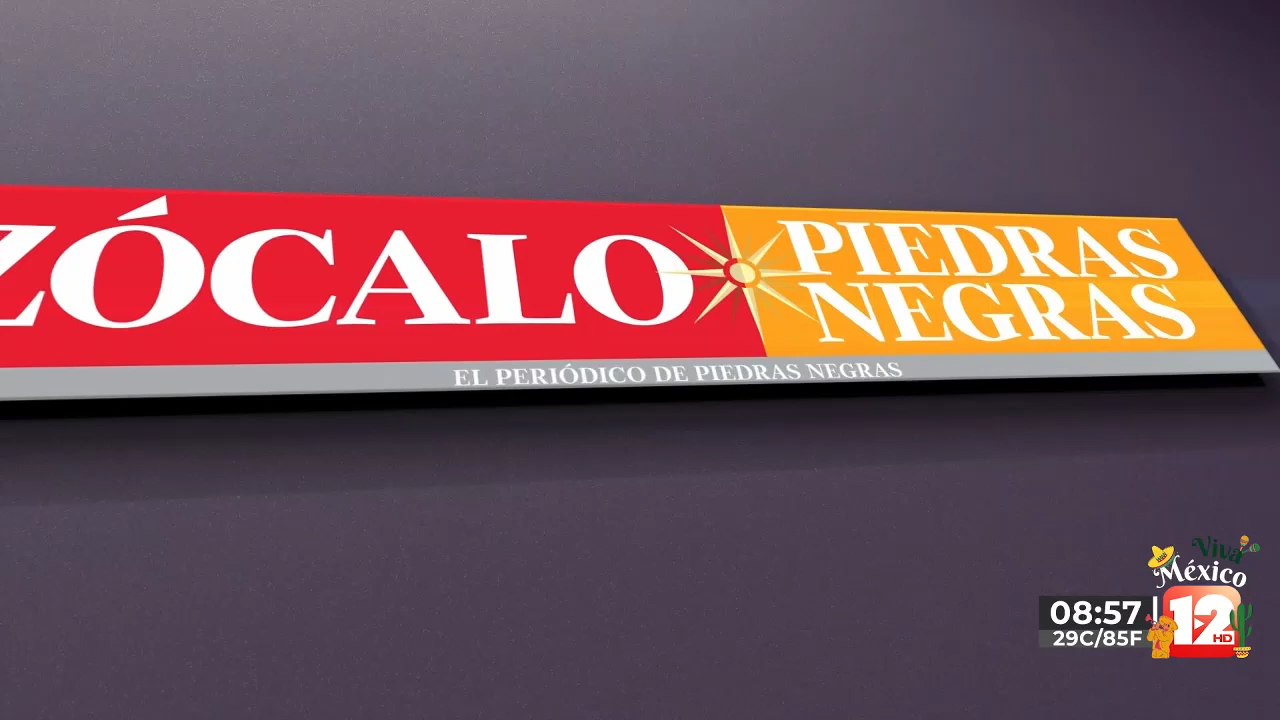 ZÓCALO
PIEDRAS
NEGRAS
EL PERIÓDICO DE PIEDRAS NEGRAS
Viva
México
08:57
29C/85F
12
HD